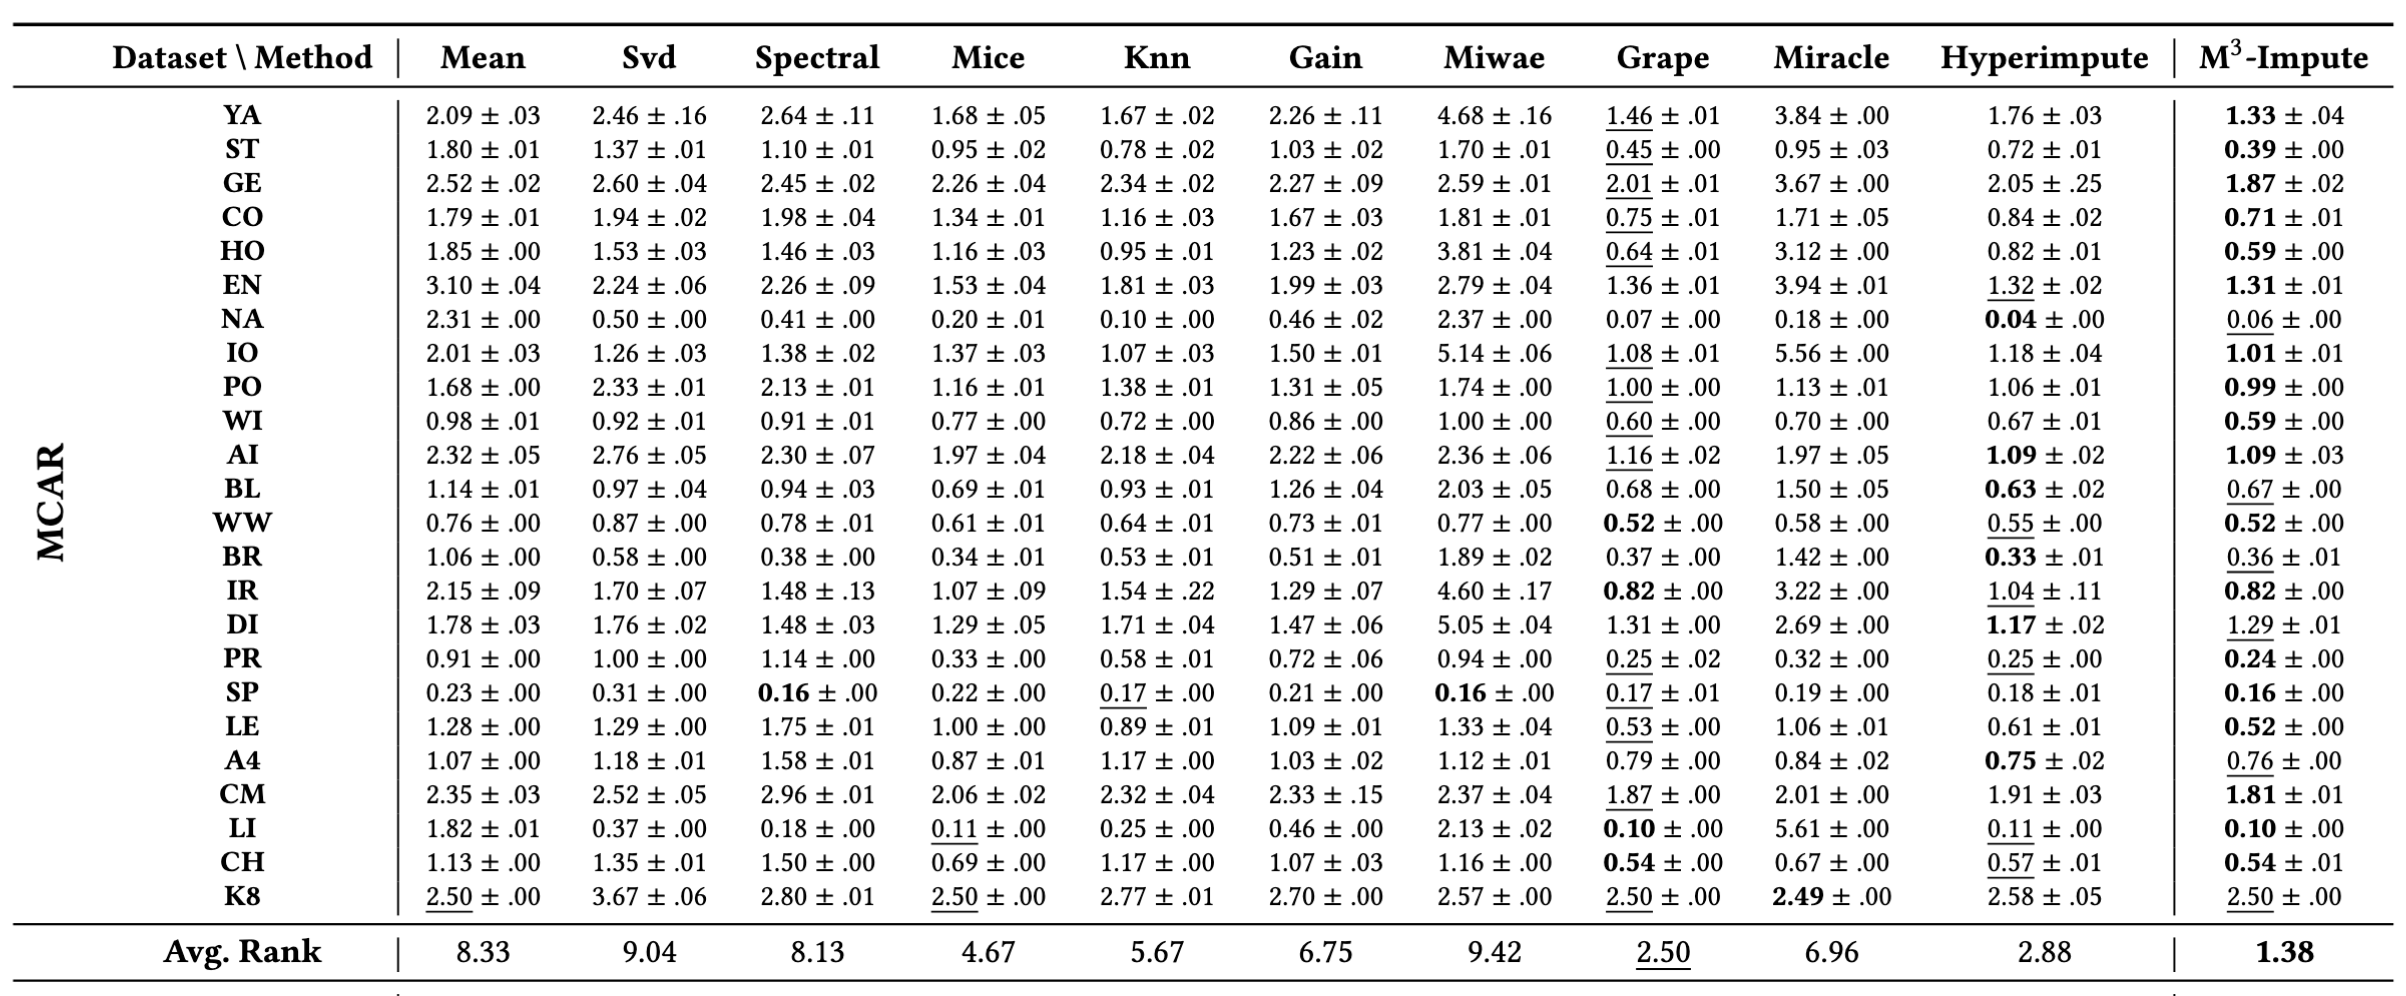 Dataset \ Method Mean Svd Spectral Mice Knn Gain Miwae Grape Miracle Hyperimpute M³-Impute
MCAR
YA 2.09 ± .03 2.46 ± .16 2.64 ± .11 1.68 ± .05 1.67 ± .02 2.26 ± .11 4.68 ± .16 1.46 ± .01 3.84 ± .00 1.76 ± .03 1.33 ± .04
ST 1.80 ± .01 1.37 ± .01 1.10 ± .01 0.95 ± .02 0.78 ± .02 1.03 ± .02 1.70 ± .01 0.45 ± .00 0.95 ± .03 0.72 ± .01 0.39 ± .00
GE 2.52 ± .02 2.60 ± .04 2.45 ± .02 2.26 ± .04 2.34 ± .02 2.27 ± .09 2.59 ± .01 2.01 ± .01 3.67 ± .00 2.05 ± .25 1.87 ± .02
CO 1.79 ± .01 1.94 ± .02 1.98 ± .04 1.34 ± .01 1.16 ± .03 1.67 ± .03 1.81 ± .01 0.75 ± .01 1.71 ± .05 0.84 ± .02 0.71 ± .01
HO 1.85 ± .00 1.53 ± .03 1.46 ± .03 1.16 ± .03 0.95 ± .01 1.23 ± .02 3.81 ± .04 0.64 ± .01 3.12 ± .00 0.82 ± .01 0.59 ± .00
EN 3.10 ± .04 2.24 ± .06 2.26 ± .09 1.53 ± .04 1.81 ± .03 1.99 ± .03 2.79 ± .04 1.36 ± .01 3.94 ± .01 1.32 ± .02 1.31 ± .01
NA 2.31 ± .00 0.50 ± .00 0.41 ± .00 0.20 ± .01 0.10 ± .00 0.46 ± .02 2.37 ± .00 0.07 ± .00 0.18 ± .00 0.04 ± .00 0.06 ± .00
IO 2.01 ± .03 1.26 ± .03 1.38 ± .02 1.37 ± .03 1.07 ± .03 1.50 ± .01 5.14 ± .06 1.08 ± .01 5.56 ± .00 1.18 ± .04 1.01 ± .01
PO 1.68 ± .00 2.33 ± .01 2.13 ± .01 1.16 ± .01 1.38 ± .01 1.31 ± .05 1.74 ± .00 1.00 ± .00 1.13 ± .01 1.06 ± .01 0.99 ± .00
WI 0.98 ± .01 0.92 ± .01 0.91 ± .01 0.77 ± .00 0.72 ± .00 0.86 ± .00 1.00 ± .00 0.60 ± .00 0.70 ± .00 0.67 ± .01 0.59 ± .00
AI 2.32 ± .05 2.76 ± .05 2.30 ± .07 1.97 ± .04 2.18 ± .04 2.22 ± .06 2.36 ± .06 1.16 ± .02 1.97 ± .05 1.09 ± .02 1.09 ± .03
BL 1.14 ± .01 0.97 ± .04 0.94 ± .03 0.69 ± .01 0.93 ± .01 1.26 ± .04 2.03 ± .05 0.68 ± .00 1.50 ± .05 0.63 ± .02 0.67 ± .00
WW 0.76 ± .00 0.87 ± .00 0.78 ± .01 0.61 ± .01 0.64 ± .01 0.73 ± .01 0.77 ± .00 0.52 ± .00 0.58 ± .00 0.55 ± .00 0.52 ± .00
BR 1.06 ± .00 0.58 ± .00 0.38 ± .00 0.34 ± .01 0.53 ± .01 0.51 ± .01 1.89 ± .02 0.37 ± .00 1.42 ± .00 0.33 ± .01 0.36 ± .01
IR 2.15 ± .09 1.70 ± .07 1.48 ± .13 1.07 ± .09 1.54 ± .22 1.29 ± .07 4.60 ± .17 0.82 ± .00 3.22 ± .00 1.04 ± .11 0.82 ± .00
DI 1.78 ± .03 1.76 ± .02 1.48 ± .03 1.29 ± .05 1.71 ± .04 1.47 ± .06 5.05 ± .04 1.31 ± .00 2.69 ± .00 1.17 ± .02 1.29 ± .01
PR 0.91 ± .00 1.00 ± .00 1.14 ± .00 0.33 ± .00 0.58 ± .01 0.72 ± .06 0.94 ± .00 0.25 ± .02 0.32 ± .00 0.25 ± .00 0.24 ± .00
SP 0.23 ± .00 0.31 ± .00 0.16 ± .00 0.22 ± .00 0.17 ± .00 0.21 ± .00 0.16 ± .00 0.17 ± .01 0.19 ± .00 0.18 ± .01 0.16 ± .00
LE 1.28 ± .00 1.29 ± .00 1.75 ± .01 1.00 ± .00 0.89 ± .01 1.09 ± .01 1.33 ± .04 0.53 ± .00 1.06 ± .01 0.61 ± .01 0.52 ± .00
A4 1.07 ± .00 1.18 ± .01 1.58 ± .01 0.87 ± .01 1.17 ± .00 1.03 ± .02 1.12 ± .01 0.79 ± .00 0.84 ± .02 0.75 ± .02 0.76 ± .00
CM 2.35 ± .03 2.52 ± .05 2.96 ± .01 2.06 ± .02 2.32 ± .04 2.33 ± .15 2.37 ± .04 1.87 ± .00 2.01 ± .00 1.91 ± .03 1.81 ± .01
LI 1.82 ± .01 0.37 ± .00 0.18 ± .00 0.11 ± .00 0.25 ± .00 0.46 ± .00 2.13 ± .02 0.10 ± .00 5.61 ± .00 0.11 ± .00 0.10 ± .00
CH 1.13 ± .00 1.35 ± .01 1.50 ± .00 0.69 ± .00 1.17 ± .00 1.07 ± .03 1.16 ± .00 0.54 ± .00 0.67 ± .00 0.57 ± .01 0.54 ± .01
K8 2.50 ± .00 3.67 ± .06 2.80 ± .01 2.50 ± .00 2.77 ± .01 2.70 ± .00 2.57 ± .00 2.50 ± .00 2.49 ± .00 2.58 ± .05 2.50 ± .00
Avg. Rank 8.33 9.04 8.13 4.67 5.67 6.75 9.42 2.50 6.96 2.88 1.38